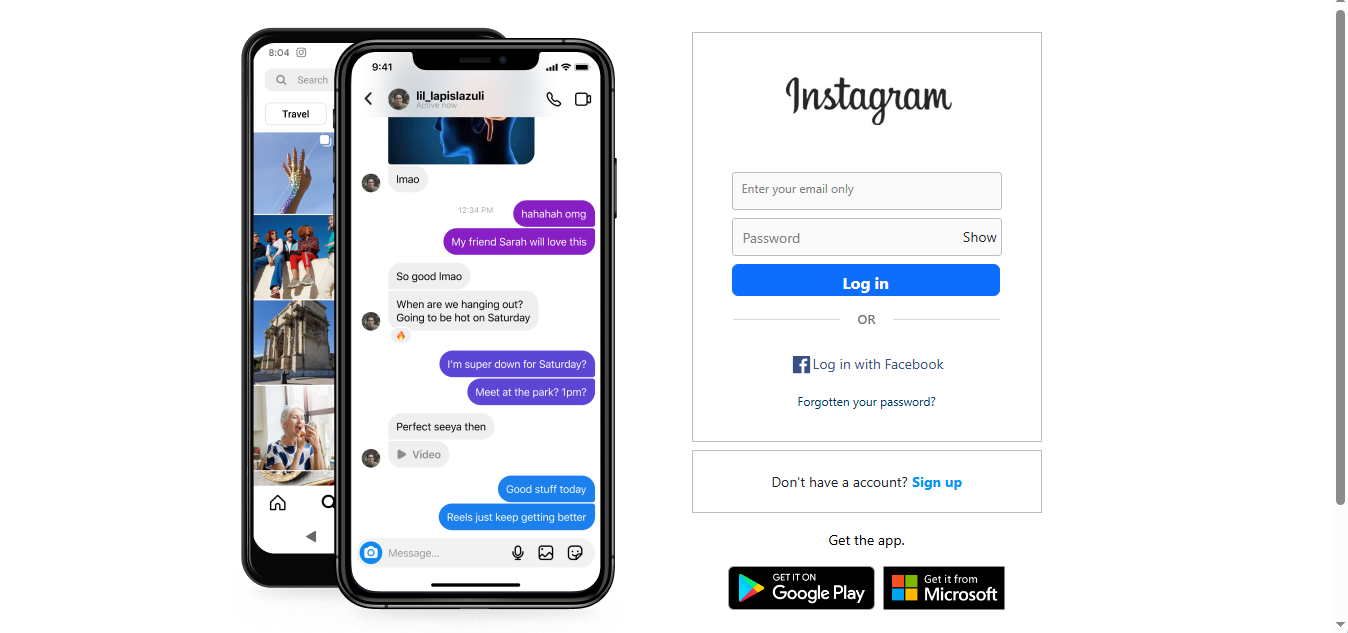 8:04
Search
Travel
9:41
lil_lapislazuli
Active now
lmao
12:34 PM
hahahah omg
My friend Sarah will love this
So good lmao
When are we hanging out?
Going to be hot on Saturday
I'm super down for Saturday?
Meet at the park? 1pm?
Perfect seeya then
Video
Good stuff today
Reels just keep getting better
Message...
Instagram
Enter your email only
Password
Show
Log in
OR
Log in with Facebook
Forgotten your password?
Don't have a account? Sign up
Get the app.
GET IT ON
Google Play
Get it from
Microsoft